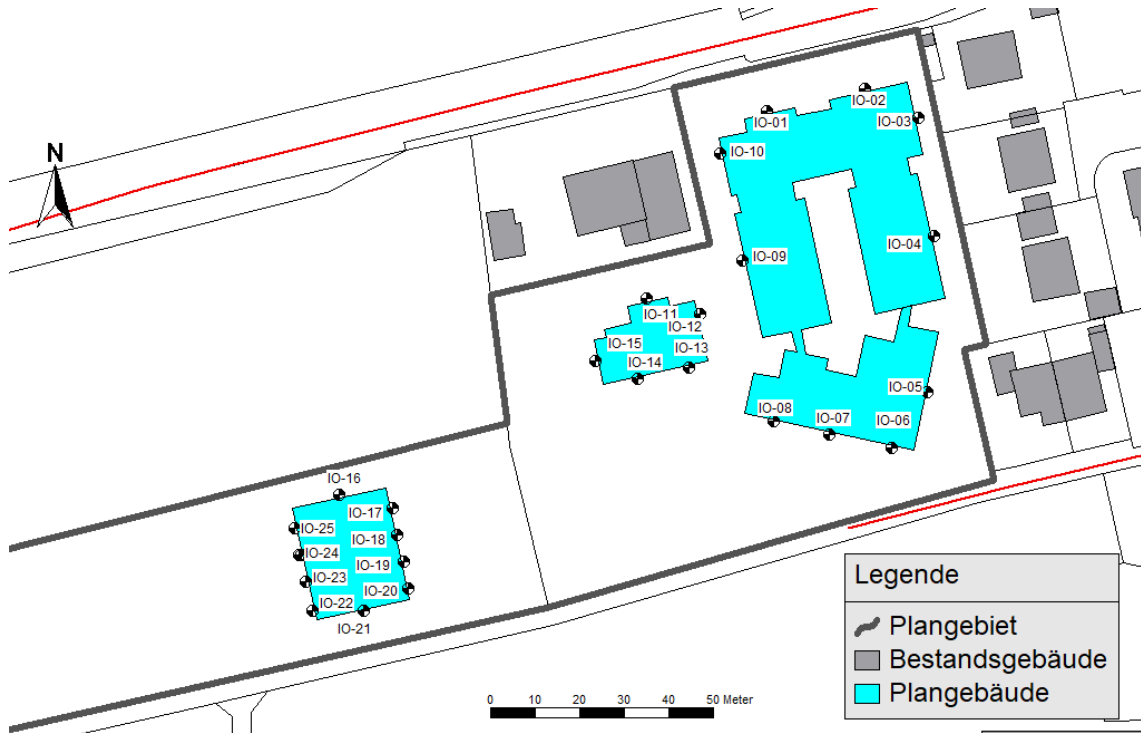 IO-02
IO-01
IO-03
N
IO-10
IO-04
IO-09
IO-11
IO-12
IO-15
IO-13
IO-14
IO-05
IO-08
IO-07
IO-06
IO-16
IO-17
IO-25
IO-18
IO-24
IO-19
IO-23
IO-20
IO-22
IO-21
Legende
Plangebiet
Bestandsgebäude
Plangebäude
0 10 20 30 40 50 Meter